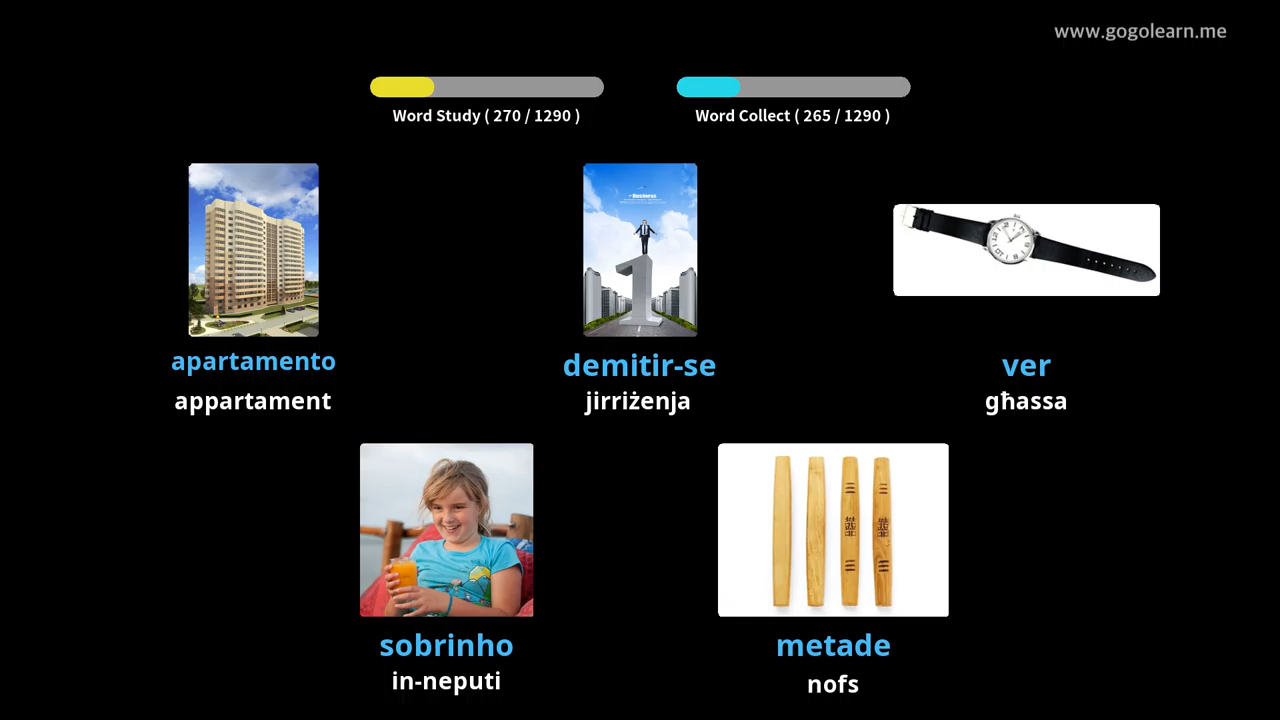 www.gogolearn.me
Word Study ( 270 / 1290 )
Word Collect ( 265 / 1290 )
Business
apartamento
demitir-se
ver
appartament
jirriżenja
għassa
sobrinho
metade
in-neputi
nofs